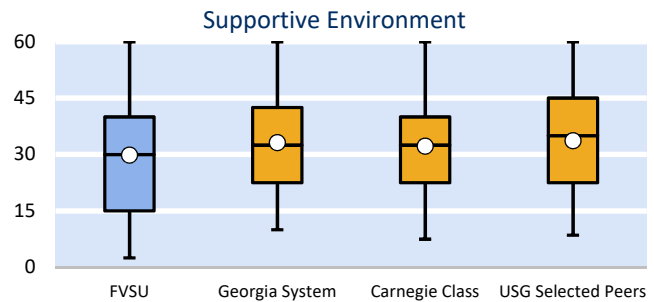 Supportive Environment
60
45
30
15
0
FVSU Georgia System Carnegie Class USG Selected Peers